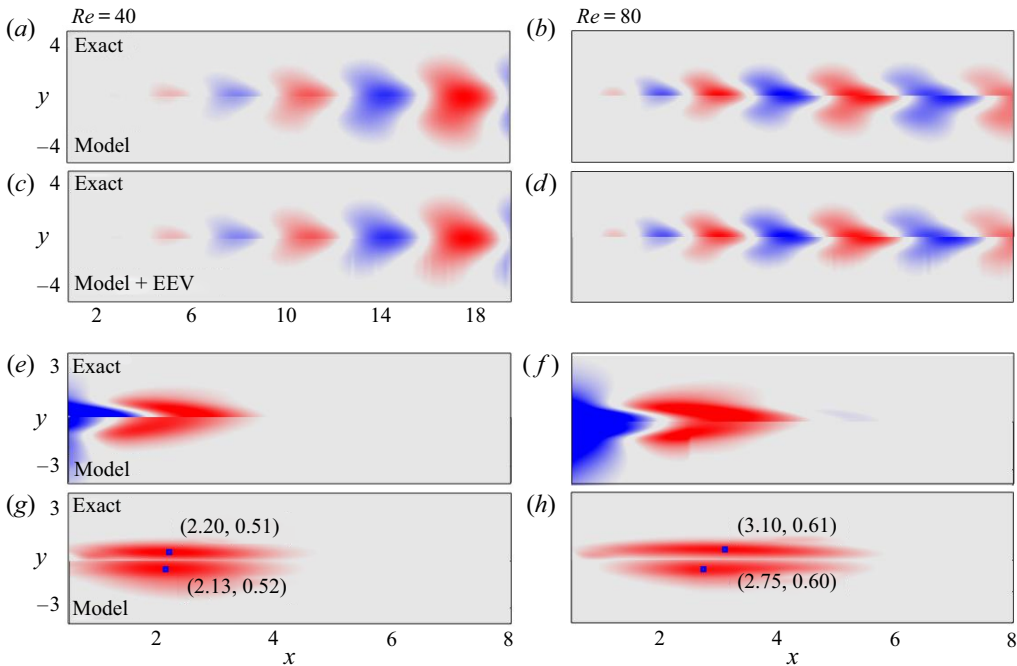 Re = 40
Re = 80
(a) 4 Exact
(b)
y
–4 Model
(c) 4 Exact
(d)
y
–4 Model + EEV
2 6 10 14 18
(e) 3 Exact
(f)
y
–3 Model
(g) 3 Exact
(h)
(2.20, 0.51)
(3.10, 0.61)
y
(2.13, 0.52)
(2.75, 0.60)
–3 Model
2 4 6 8
2 4 6 8
x
x